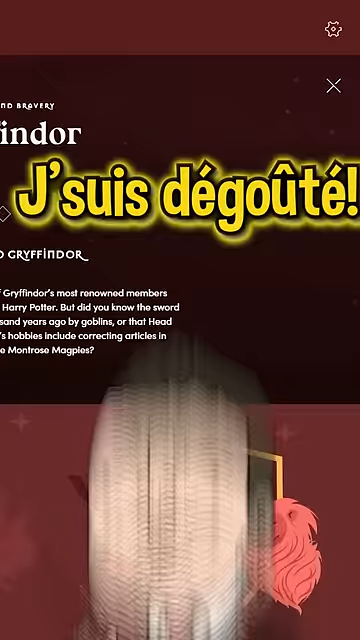 ND BRAVERY
indor
J'suis dégoûté!
GRYFFINDOR
Gryffindor's most renowned members
Harry Potter. But did you know the sword
sand years ago by goblins, or that Head
's hobbies include correcting articles in
e Montrose Magpies?